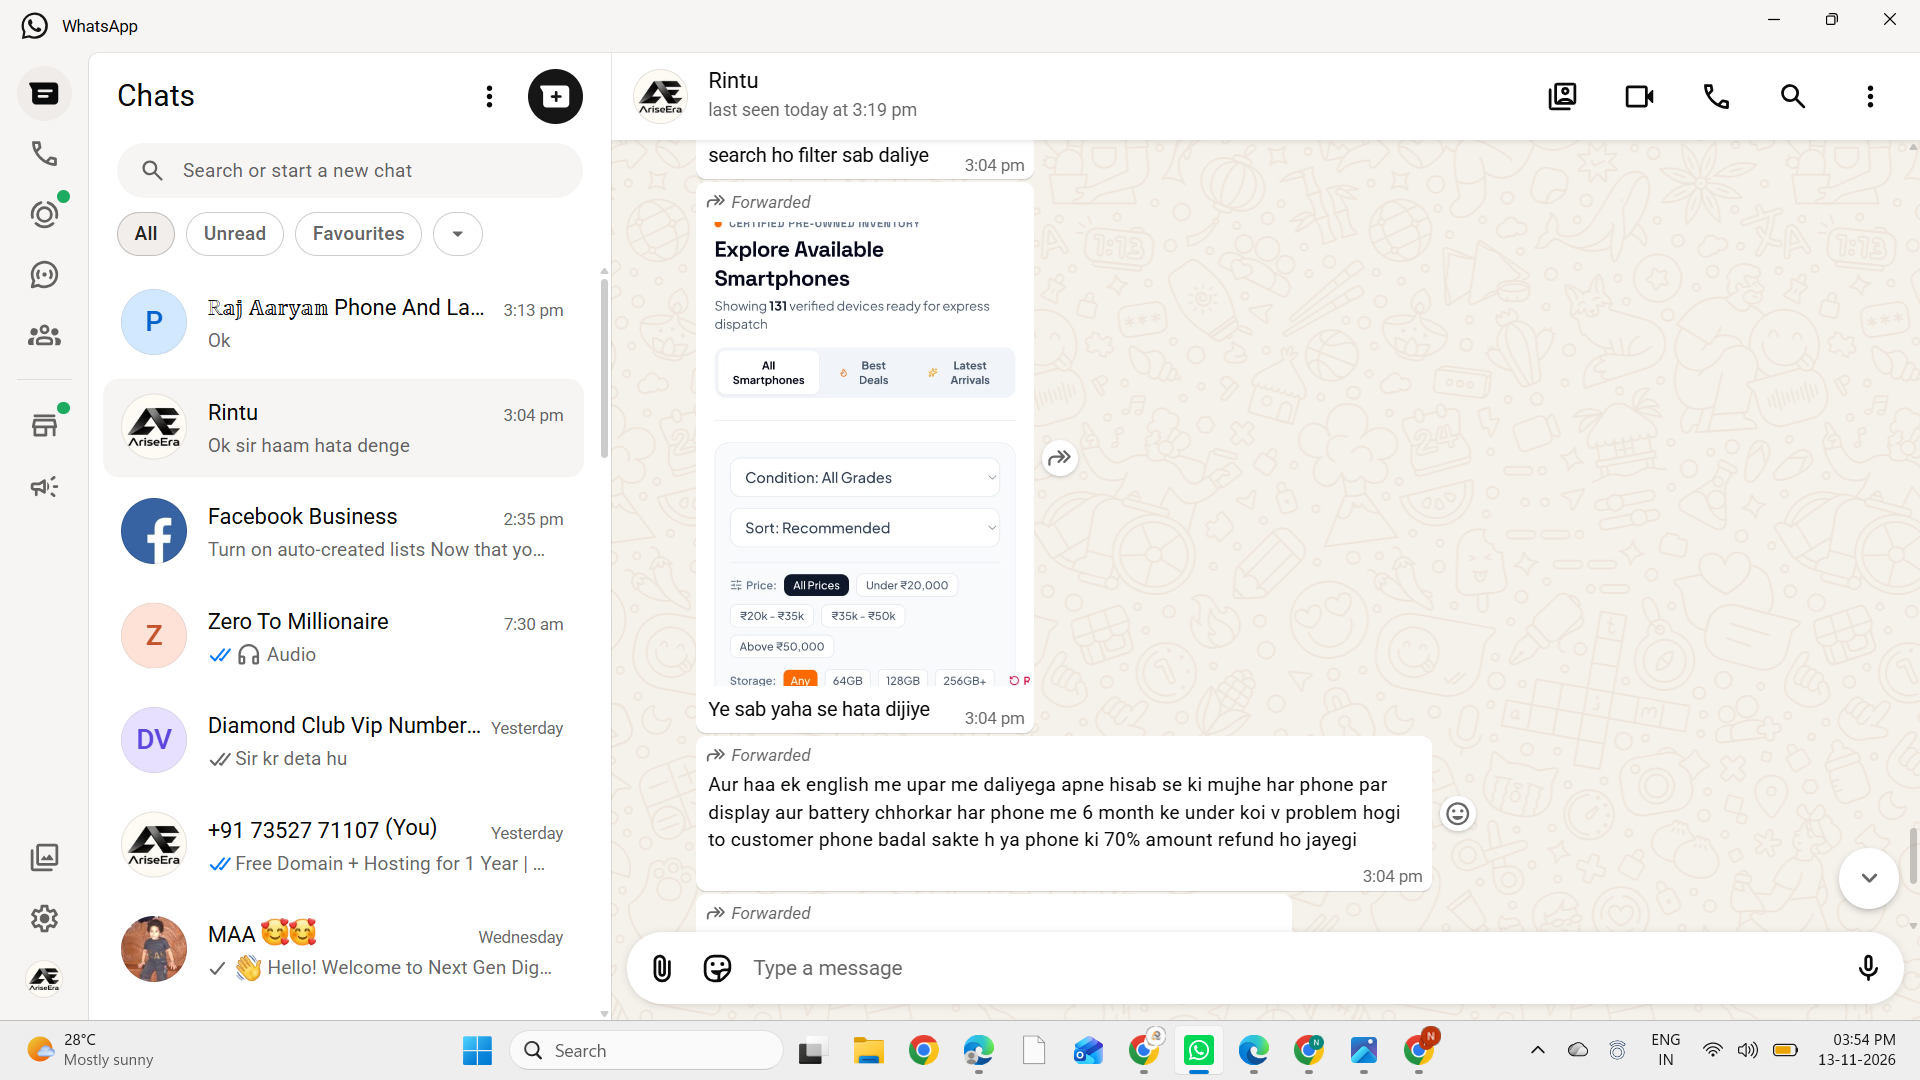 WhatsApp
Chats
Search or start a new chat
All
Unread
Favourites
ℝaj 𝔸aryan Phone And La...
3:13 pm
P
Ok
Rintu
3:04 pm
AriseEra
Ok sir haam hata denge
Facebook Business
2:35 pm
Turn on auto-created lists Now that yo...
Zero To Millionaire
7:30 am
Z
Audio
Diamond Club Vip Number...
Yesterday
DV
Sir kr deta hu
+91 73527 71107 (You)
Yesterday
AriseEra
Free Domain + Hosting for 1 Year | ...
MAA 🥰🥰
Wednesday
👋 Hello! Welcome to Next Gen Dig...
AriseEra
AriseEra
Rintu
last seen today at 3:19 pm
search ho filter sab daliye
3:04 pm
Forwarded
CERTIFIED PRE-OWNED INVENTORY
Explore Available
Smartphones
Showing 131 verified devices ready for express
dispatch
All
Smartphones
Best
Deals
Latest
Arrivals
Condition: All Grades
Sort: Recommended
Price:
All Prices
Under ₹20,000
₹20k - ₹35k
₹35k - ₹50k
Above ₹50,000
Storage:
Any
64GB
128GB
256GB+
R
Ye sab yaha se hata dijiye
3:04 pm
Forwarded
Aur haa ek english me upar me daliyega apne hisab se ki mujhe har phone par
display aur battery chhorkar har phone me 6 month ke under koi v problem hogi
to customer phone badal sakte h ya phone ki 70% amount refund ho jayegi
3:04 pm
Forwarded
Type a message
28°C
Mostly sunny
Search
N
N
ENG
IN
03:54 PM
13-11-2026